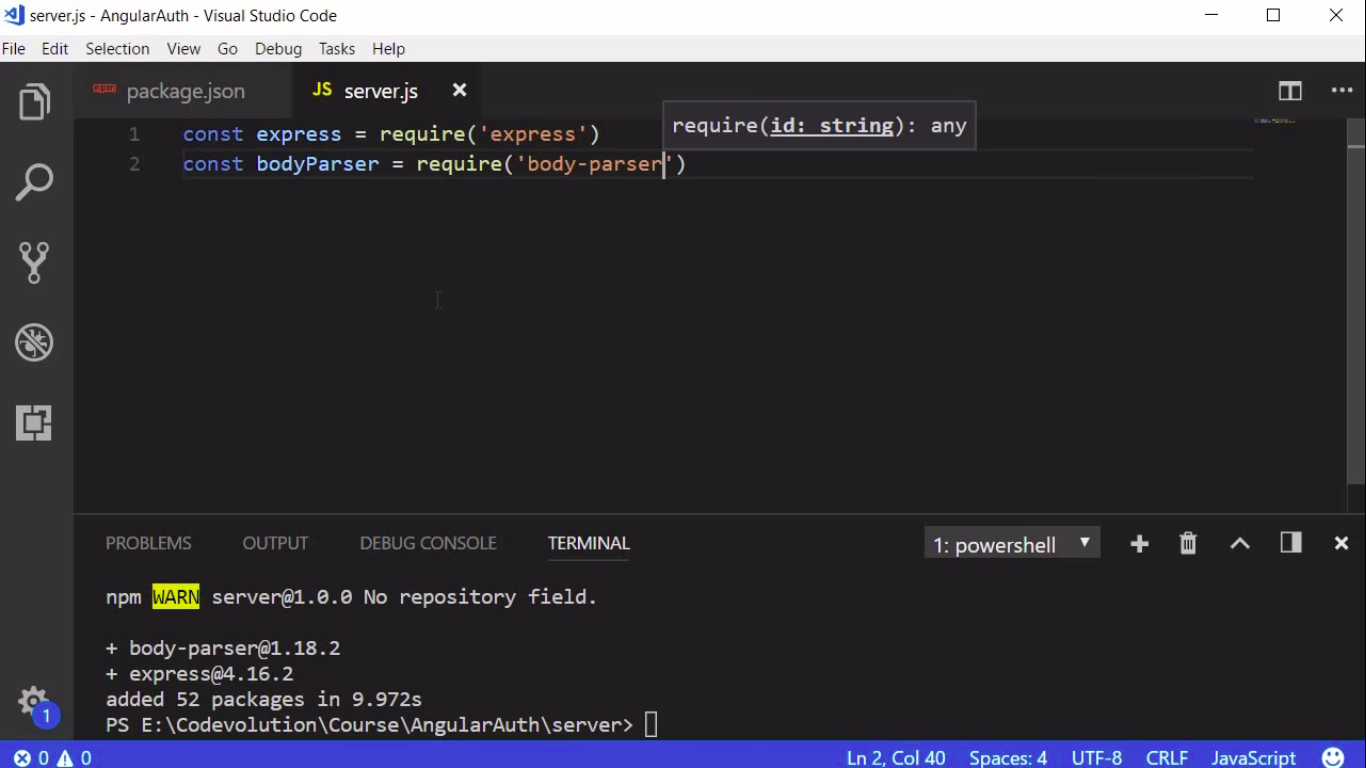 server.js - AngularAuth - Visual Studio Code
File Edit Selection View Go Debug Tasks Help
npm package.json JS server.js
require(id: string): any
1 const express = require('express')
2 const bodyParser = require('body-parser')
PROBLEMS OUTPUT DEBUG CONSOLE TERMINAL 1: powershell
npm WARN server@1.0.0 No repository field.
+ body-parser@1.18.2
+ express@4.16.2
added 52 packages in 9.972s
PS E:\Codevolution\Course\AngularAuth\server>
1
0 0 Ln 2, Col 40 Spaces: 4 UTF-8 CRLF JavaScript